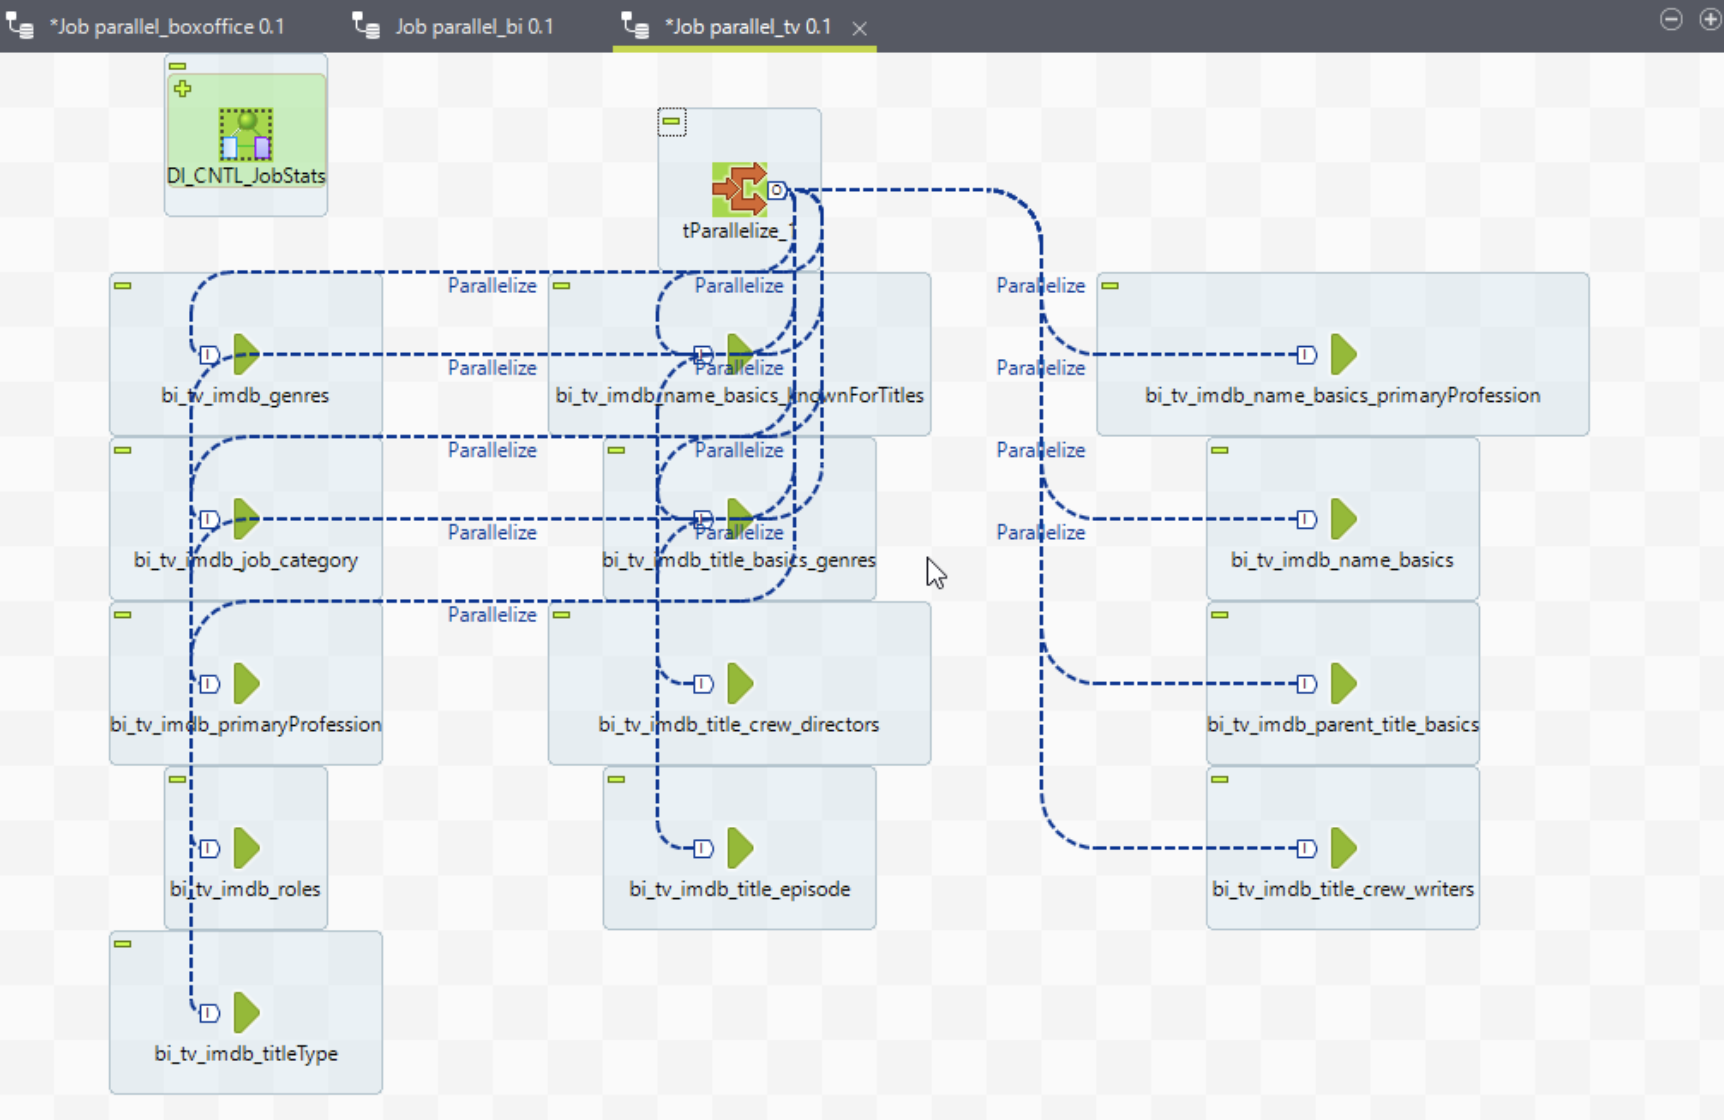 *Job parallel_boxoffice 0.1
Job parallel_bi 0.1
*Job parallel_tv 0.1
DI_CNTL_JobStats
tParallelize_1
O
Parallelize
Parallelize
Parallelize
I
I
I
Parallelize
Parallelize
Parallelize
bi_tv_imdb_genres
bi_tv_imdb_name_basics_knownForTitles
bi_tv_imdb_name_basics_primaryProfession
Parallelize
Parallelize
Parallelize
I
I
I
Parallelize
Parallelize
Parallelize
bi_tv_imdb_job_category
bi_tv_imdb_title_basics_genres
bi_tv_imdb_name_basics
Parallelize
I
I
I
bi_tv_imdb_primaryProfession
bi_tv_imdb_title_crew_directors
bi_tv_imdb_parent_title_basics
I
I
I
bi_tv_imdb_roles
bi_tv_imdb_title_episode
bi_tv_imdb_title_crew_writers
I
bi_tv_imdb_titleType